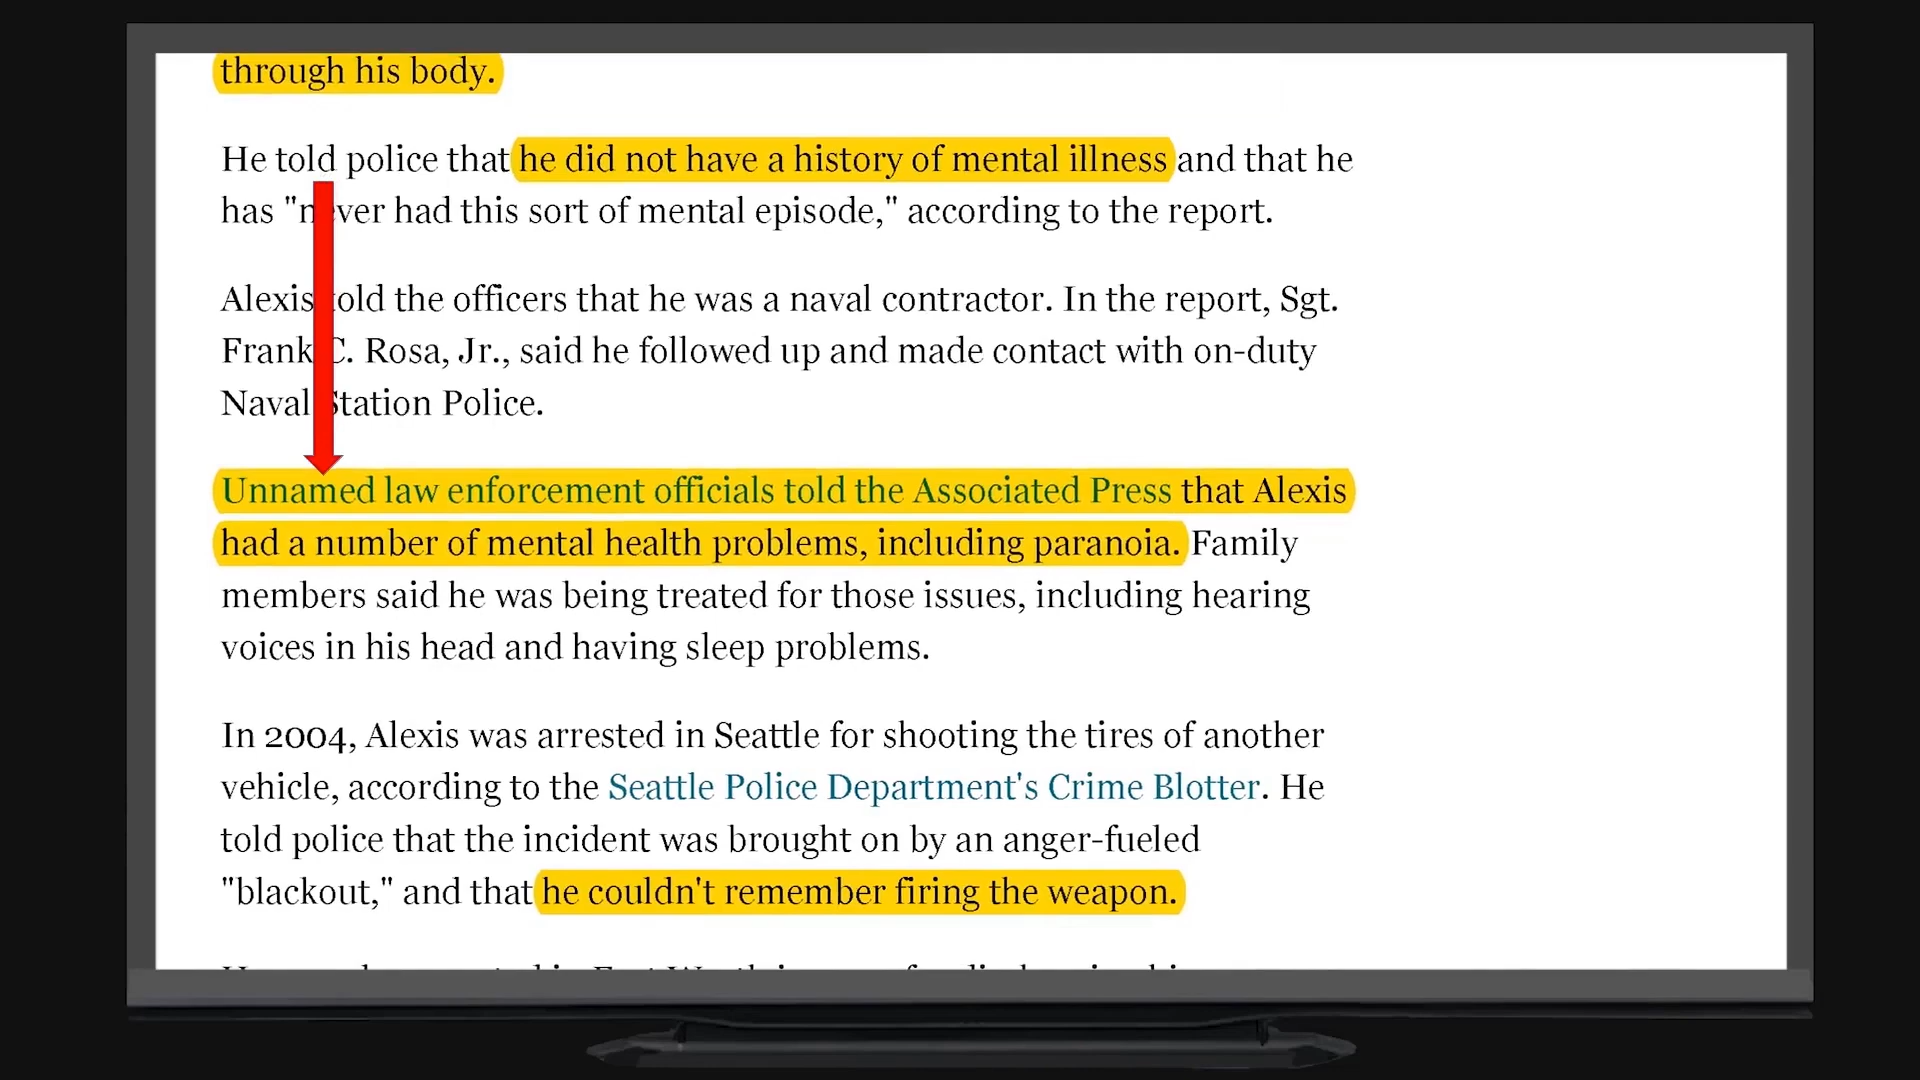 through his body.
He told police that he did not have a history of mental illness and that he
has "never had this sort of mental episode," according to the report.
Alexis told the officers that he was a naval contractor. In the report, Sgt.
Frank C. Rosa, Jr., said he followed up and made contact with on-duty
Naval Station Police.
Unnamed law enforcement officials told the Associated Press that Alexis
had a number of mental health problems, including paranoia. Family
members said he was being treated for those issues, including hearing
voices in his head and having sleep problems.
In 2004, Alexis was arrested in Seattle for shooting the tires of another
vehicle, according to the Seattle Police Department's Crime Blotter. He
told police that the incident was brought on by an anger-fueled
"blackout," and that he couldn't remember firing the weapon.